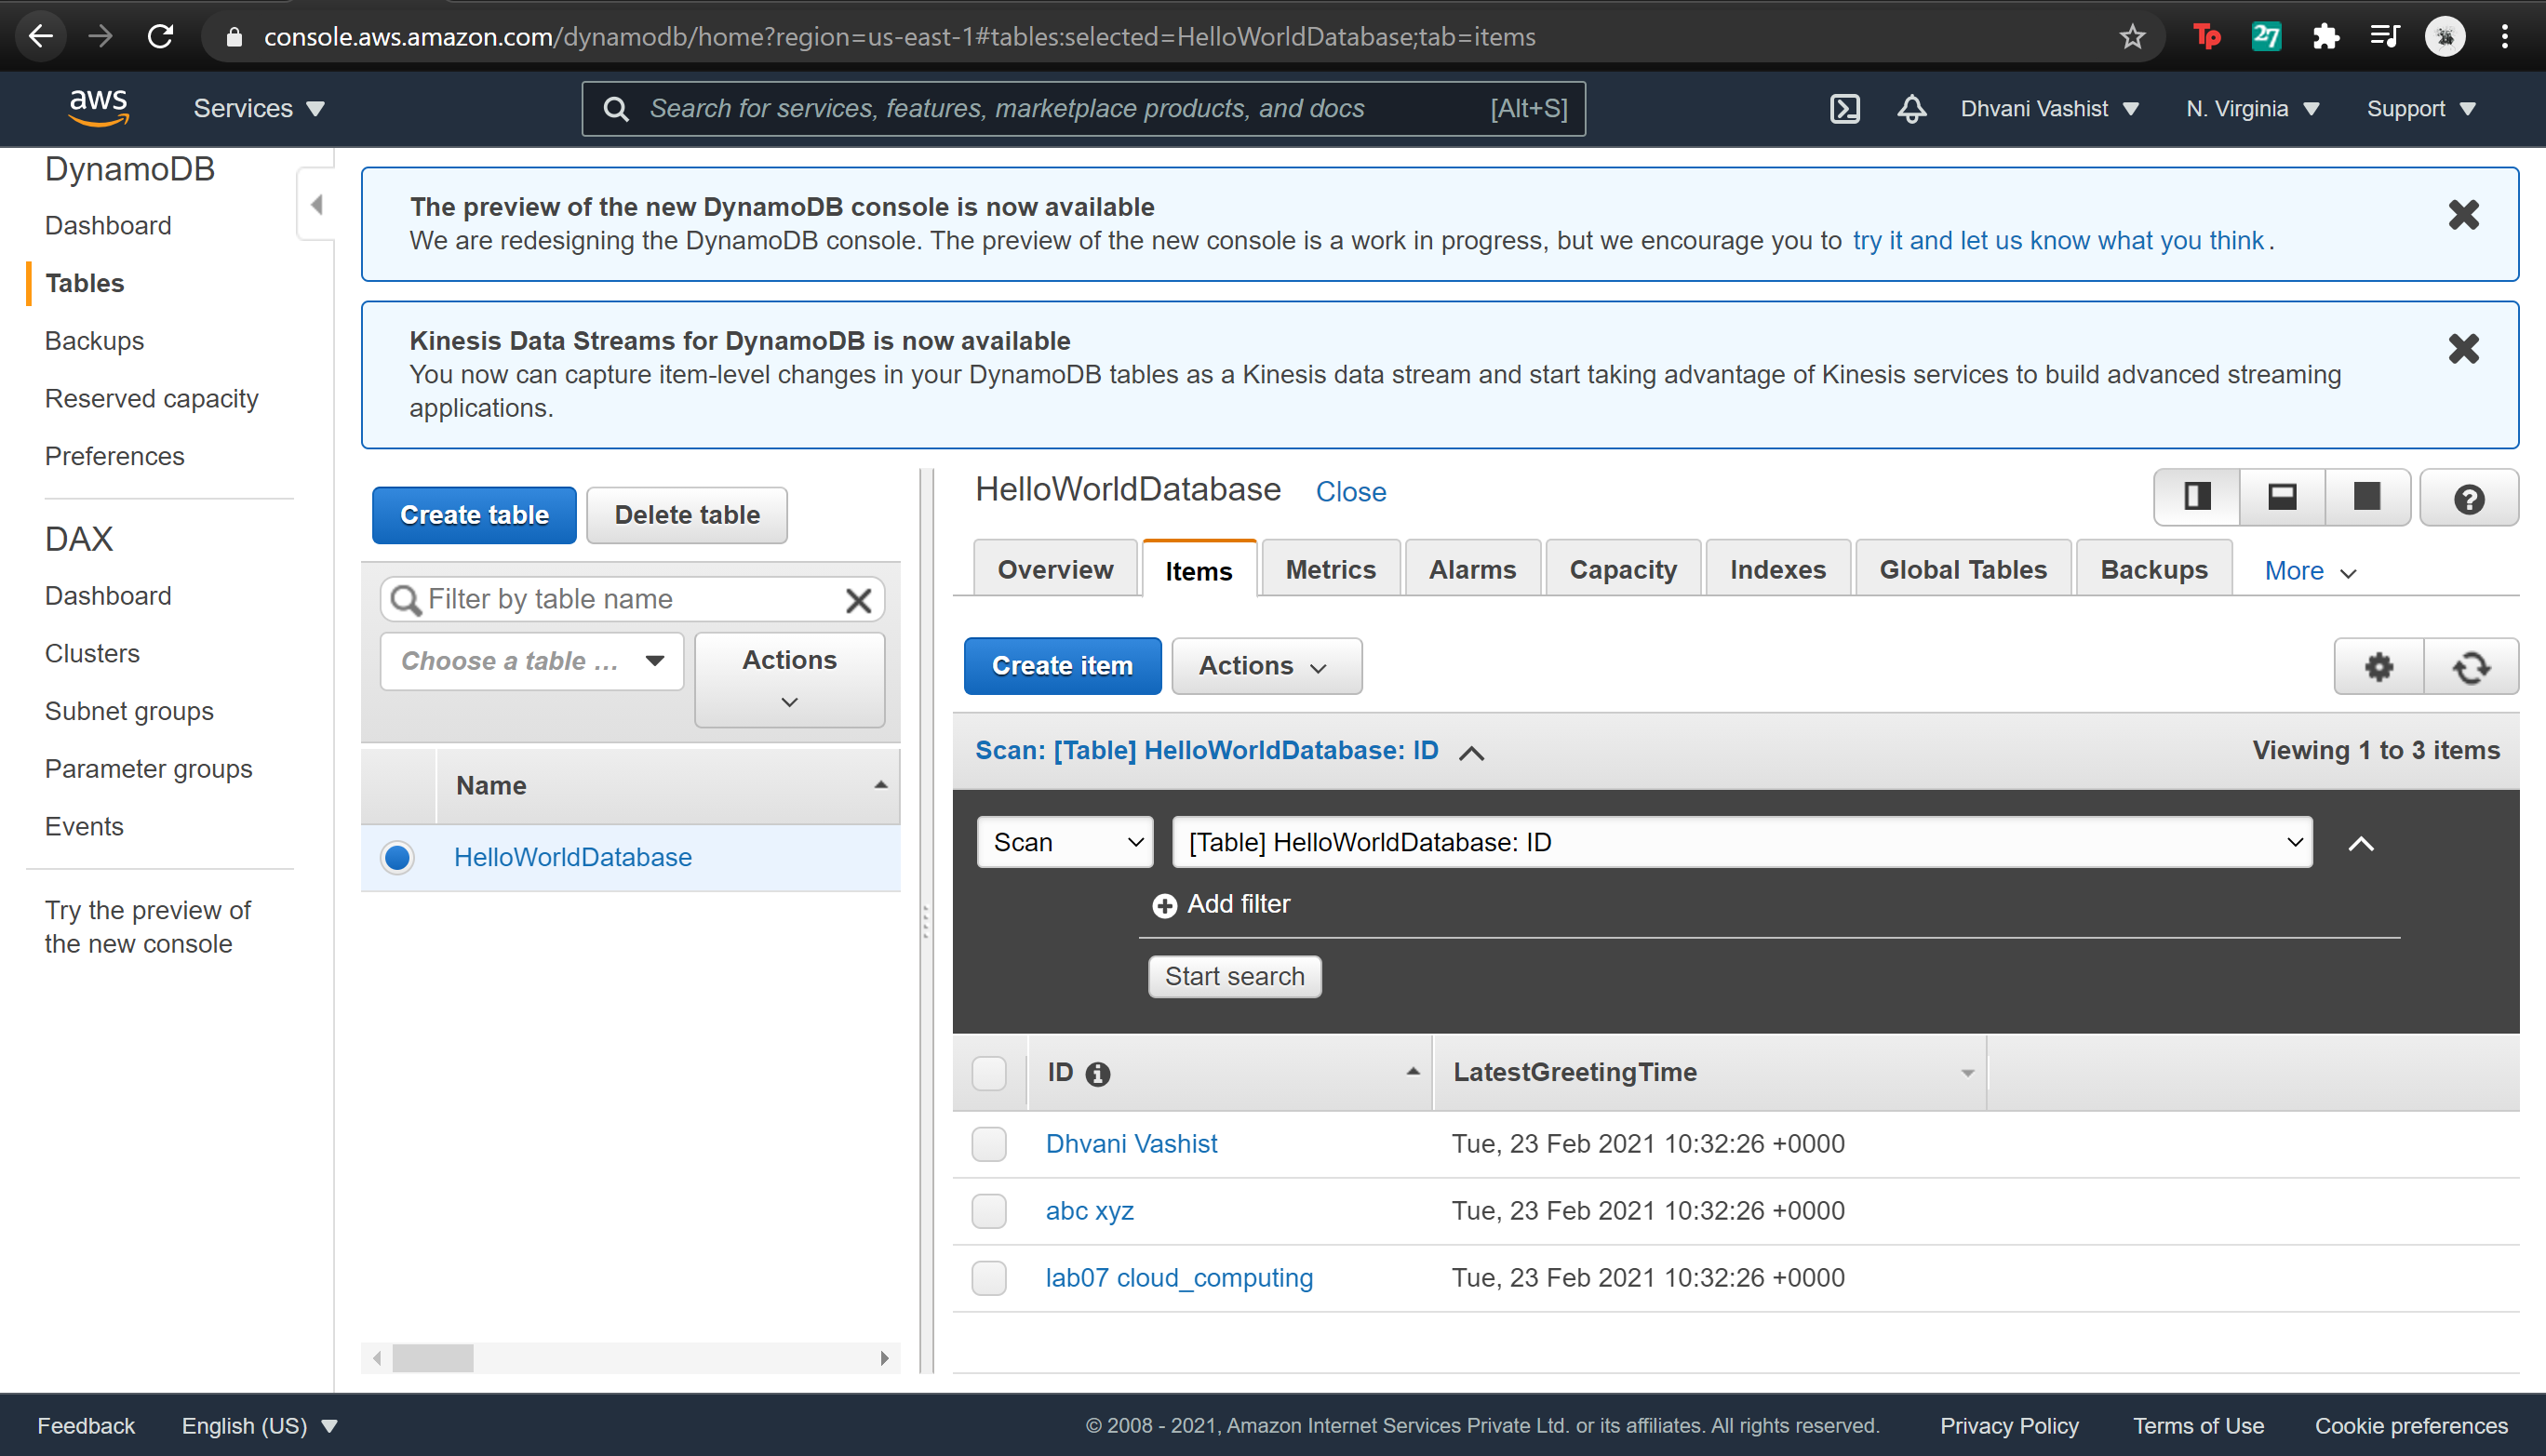 console.aws.amazon.com/dynamodb/home?region=us-east-1#tables:selected=HelloWorldDatabase;tab=items
Tp
27
aws
Services
Search for services, features, marketplace products, and docs
[Alt+S]
Dhvani Vashist
N. Virginia
Support
DynamoDB
Dashboard
Tables
Backups
Reserved capacity
Preferences
DAX
Dashboard
Clusters
Subnet groups
Parameter groups
Events
Try the preview of
the new console
The preview of the new DynamoDB console is now available
We are redesigning the DynamoDB console. The preview of the new console is a work in progress, but we encourage you to try it and let us know what you think.
Kinesis Data Streams for DynamoDB is now available
You now can capture item-level changes in your DynamoDB tables as a Kinesis data stream and start taking advantage of Kinesis services to build advanced streaming
applications.
Create table
Delete table
Filter by table name
Choose a table ...
Actions
Name
HelloWorldDatabase
HelloWorldDatabase
Close
Overview
Items
Metrics
Alarms
Capacity
Indexes
Global Tables
Backups
More
Create item
Actions
Scan: [Table] HelloWorldDatabase: ID
Viewing 1 to 3 items
Scan
[Table] HelloWorldDatabase: ID
Add filter
Start search
ID
LatestGreetingTime
Dhvani Vashist
Tue, 23 Feb 2021 10:32:26 +0000
abc xyz
Tue, 23 Feb 2021 10:32:26 +0000
lab07 cloud_computing
Tue, 23 Feb 2021 10:32:26 +0000
Feedback
English (US)
© 2008 - 2021, Amazon Internet Services Private Ltd. or its affiliates. All rights reserved.
Privacy Policy
Terms of Use
Cookie preferences